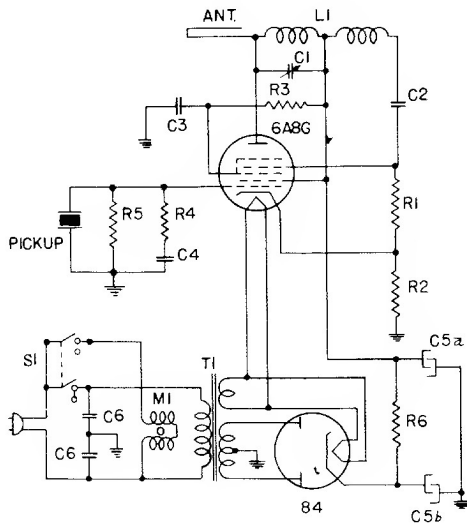 ANT.
L1
C1
R3
C2
C3
6A8G
R5
R4
R1
PICKUP
C4
R2
S1
T1
C5a
M1
C6
R6
C6
84
C5b